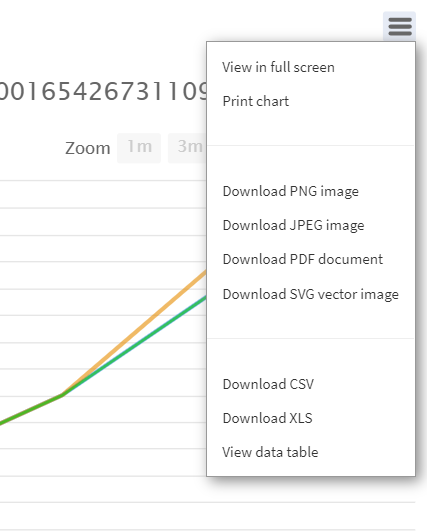 View in full screen
00165426731109
Print chart
Zoom 1m 3m
Download PNG image
Download JPEG image
Download PDF document
Download SVG vector image
Download CSV
Download XLS
View data table